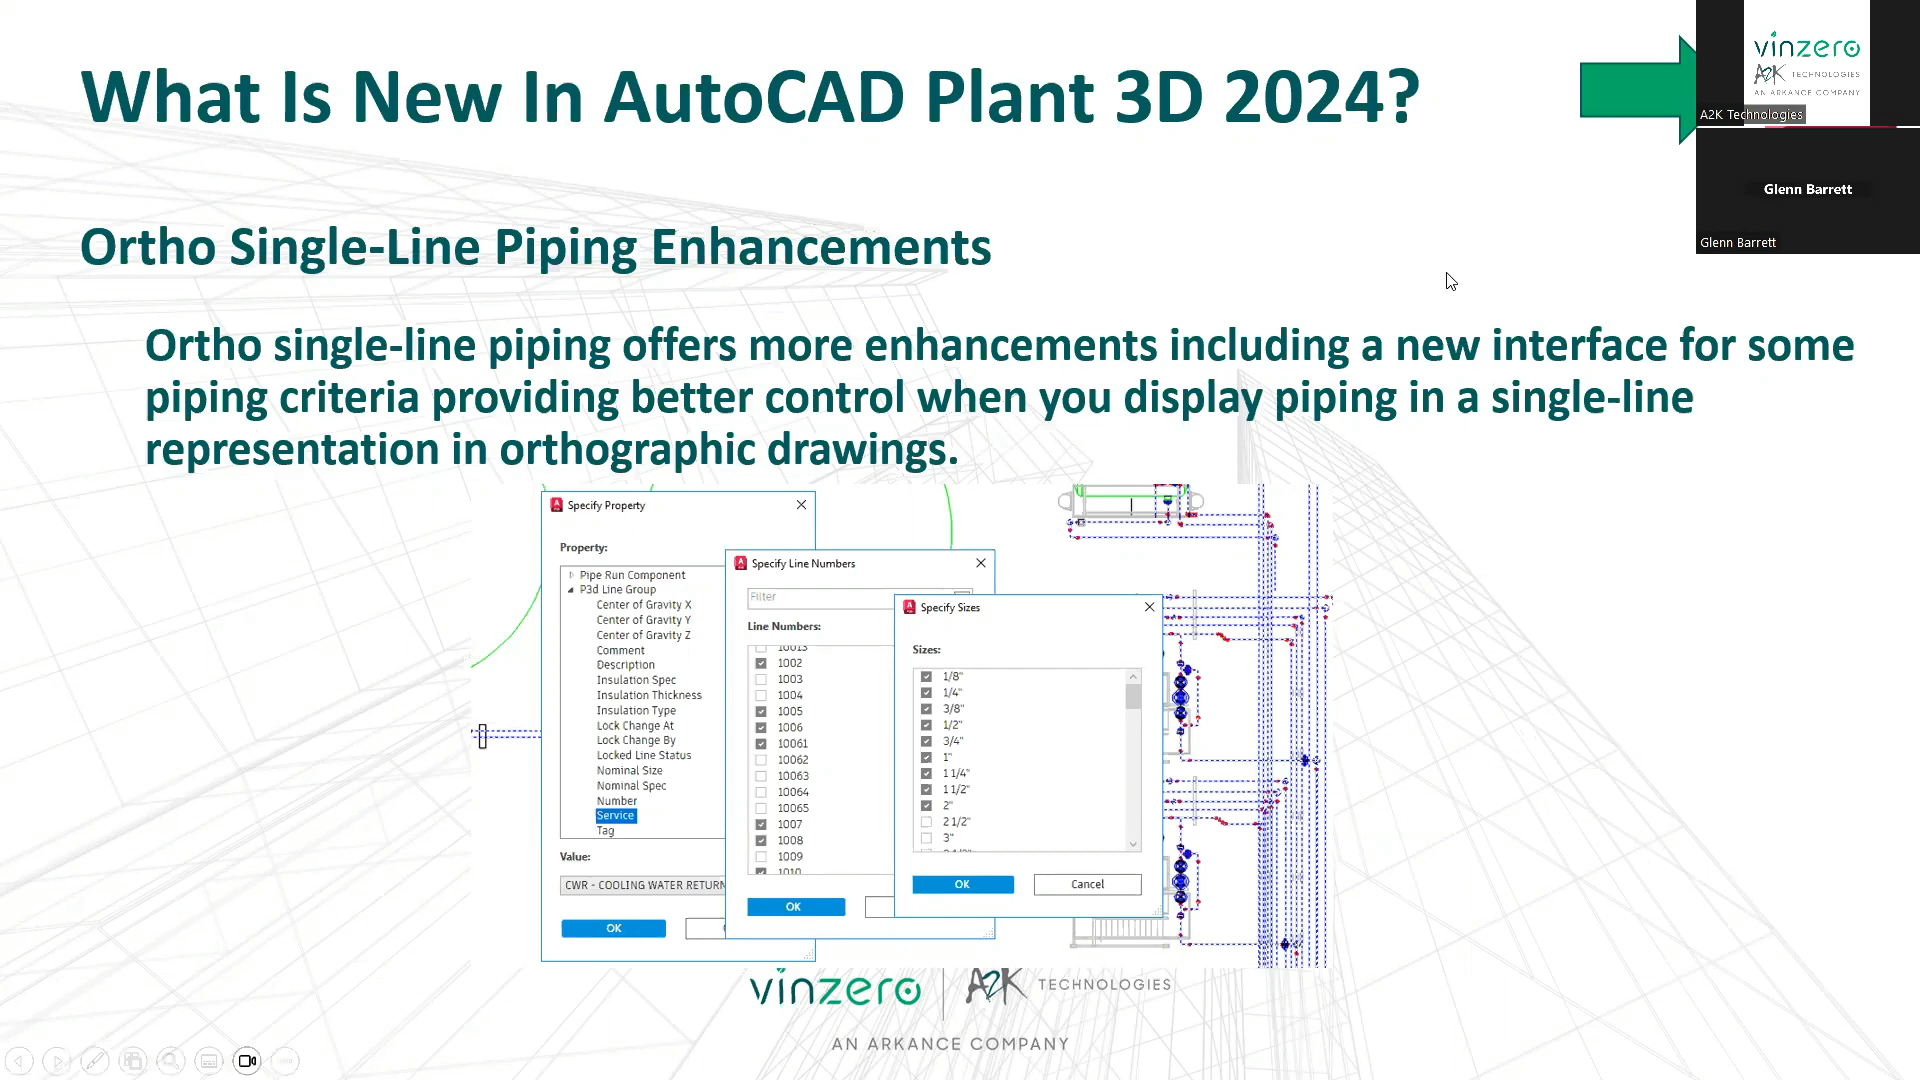 What Is New In AutoCAD Plant 3D 2024?
vinzero
A2K TECHNOLOGIES
AN ARKANCE COMPANY
A2K Technologies
Glenn Barrett
Glenn Barrett
Ortho Single-Line Piping Enhancements
Ortho single-line piping offers more enhancements including a new interface for some
piping criteria providing better control when you display piping in a single-line
representation in orthographic drawings.
Specify Property
Property:
Pipe Run Component
P3d Line Group
Center of Gravity X
Center of Gravity Y
Center of Gravity Z
Comment
Description
Insulation Spec
Insulation Thickness
Insulation Type
Lock Change At
Lock Change By
Locked Line Status
Nominal Size
Nominal Spec
Number
Service
Tag
Value:
CWR - COOLING WATER RETURN
OK
Specify Line Numbers
Filter
Line Numbers:
10013
1002
1003
1004
1005
1006
10061
10062
10063
10064
10065
1007
1008
1009
1010
OK
Specify Sizes
Sizes:
1/8"
1/4"
3/8"
1/2"
3/4"
1"
1 1/4"
1 1/2"
2"
2 1/2"
3"
OK
Cancel
vinzero
A2K TECHNOLOGIES
AN ARKANCE COMPANY